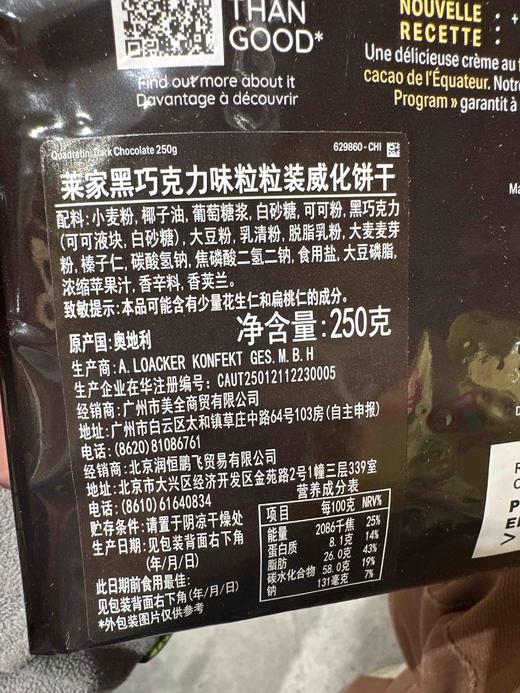 THAN
GOOD*
Find out more about it
Davantage à découvrir
NOUVELLE
RECETTE
Une délicieuse crème au
cacao de l'Équateur. Notre
Program » garantit à
Quadratini Dark Chocolate 250g
629860-CHI
莱家黑巧克力味粒粒装威化饼干
配料:小麦粉, 椰子油, 葡萄糖浆, 白砂糖, 可可粉, 黑巧克力
(可可液块, 白砂糖), 大豆粉, 乳清粉, 脱脂乳粉, 大麦麦芽
粉, 榛子仁, 碳酸氢钠, 焦磷酸二氢二钠, 食用盐, 大豆磷脂,
浓缩苹果汁, 香辛料, 香荚兰。
致敏提示:本品可能含有少量花生仁和扁桃仁的成分。
原产国:奥地利
净含量:250克
生产商:A. LOACKER KONFEKT GES. M. B. H
生产企业在华注册编号: CAUT25012112230005
经销商:广州市美全商贸有限公司
地址:广州市白云区太和镇草庄中路64号103房(自主申报)
电话:(8620)81086761
经销商:北京润恒鹏飞贸易有限公司
地址:北京市大兴区经济开发区金苑路2号1幢三层339室
电话:(8610)61640834
贮存条件:请置于阴凉干燥处
生产日期:见包装背面右下角
(年/月/日)
此日期前食用最佳:
见包装背面右下角(年/月/日)
*外包装图片仅供参考
营养成分表
项目 每100克 NRV%
能量 2086千焦 25%
蛋白质 8.1克 14%
脂肪 26.0克 43%
碳水化合物 58.0克 19%
钠 131毫克 7%